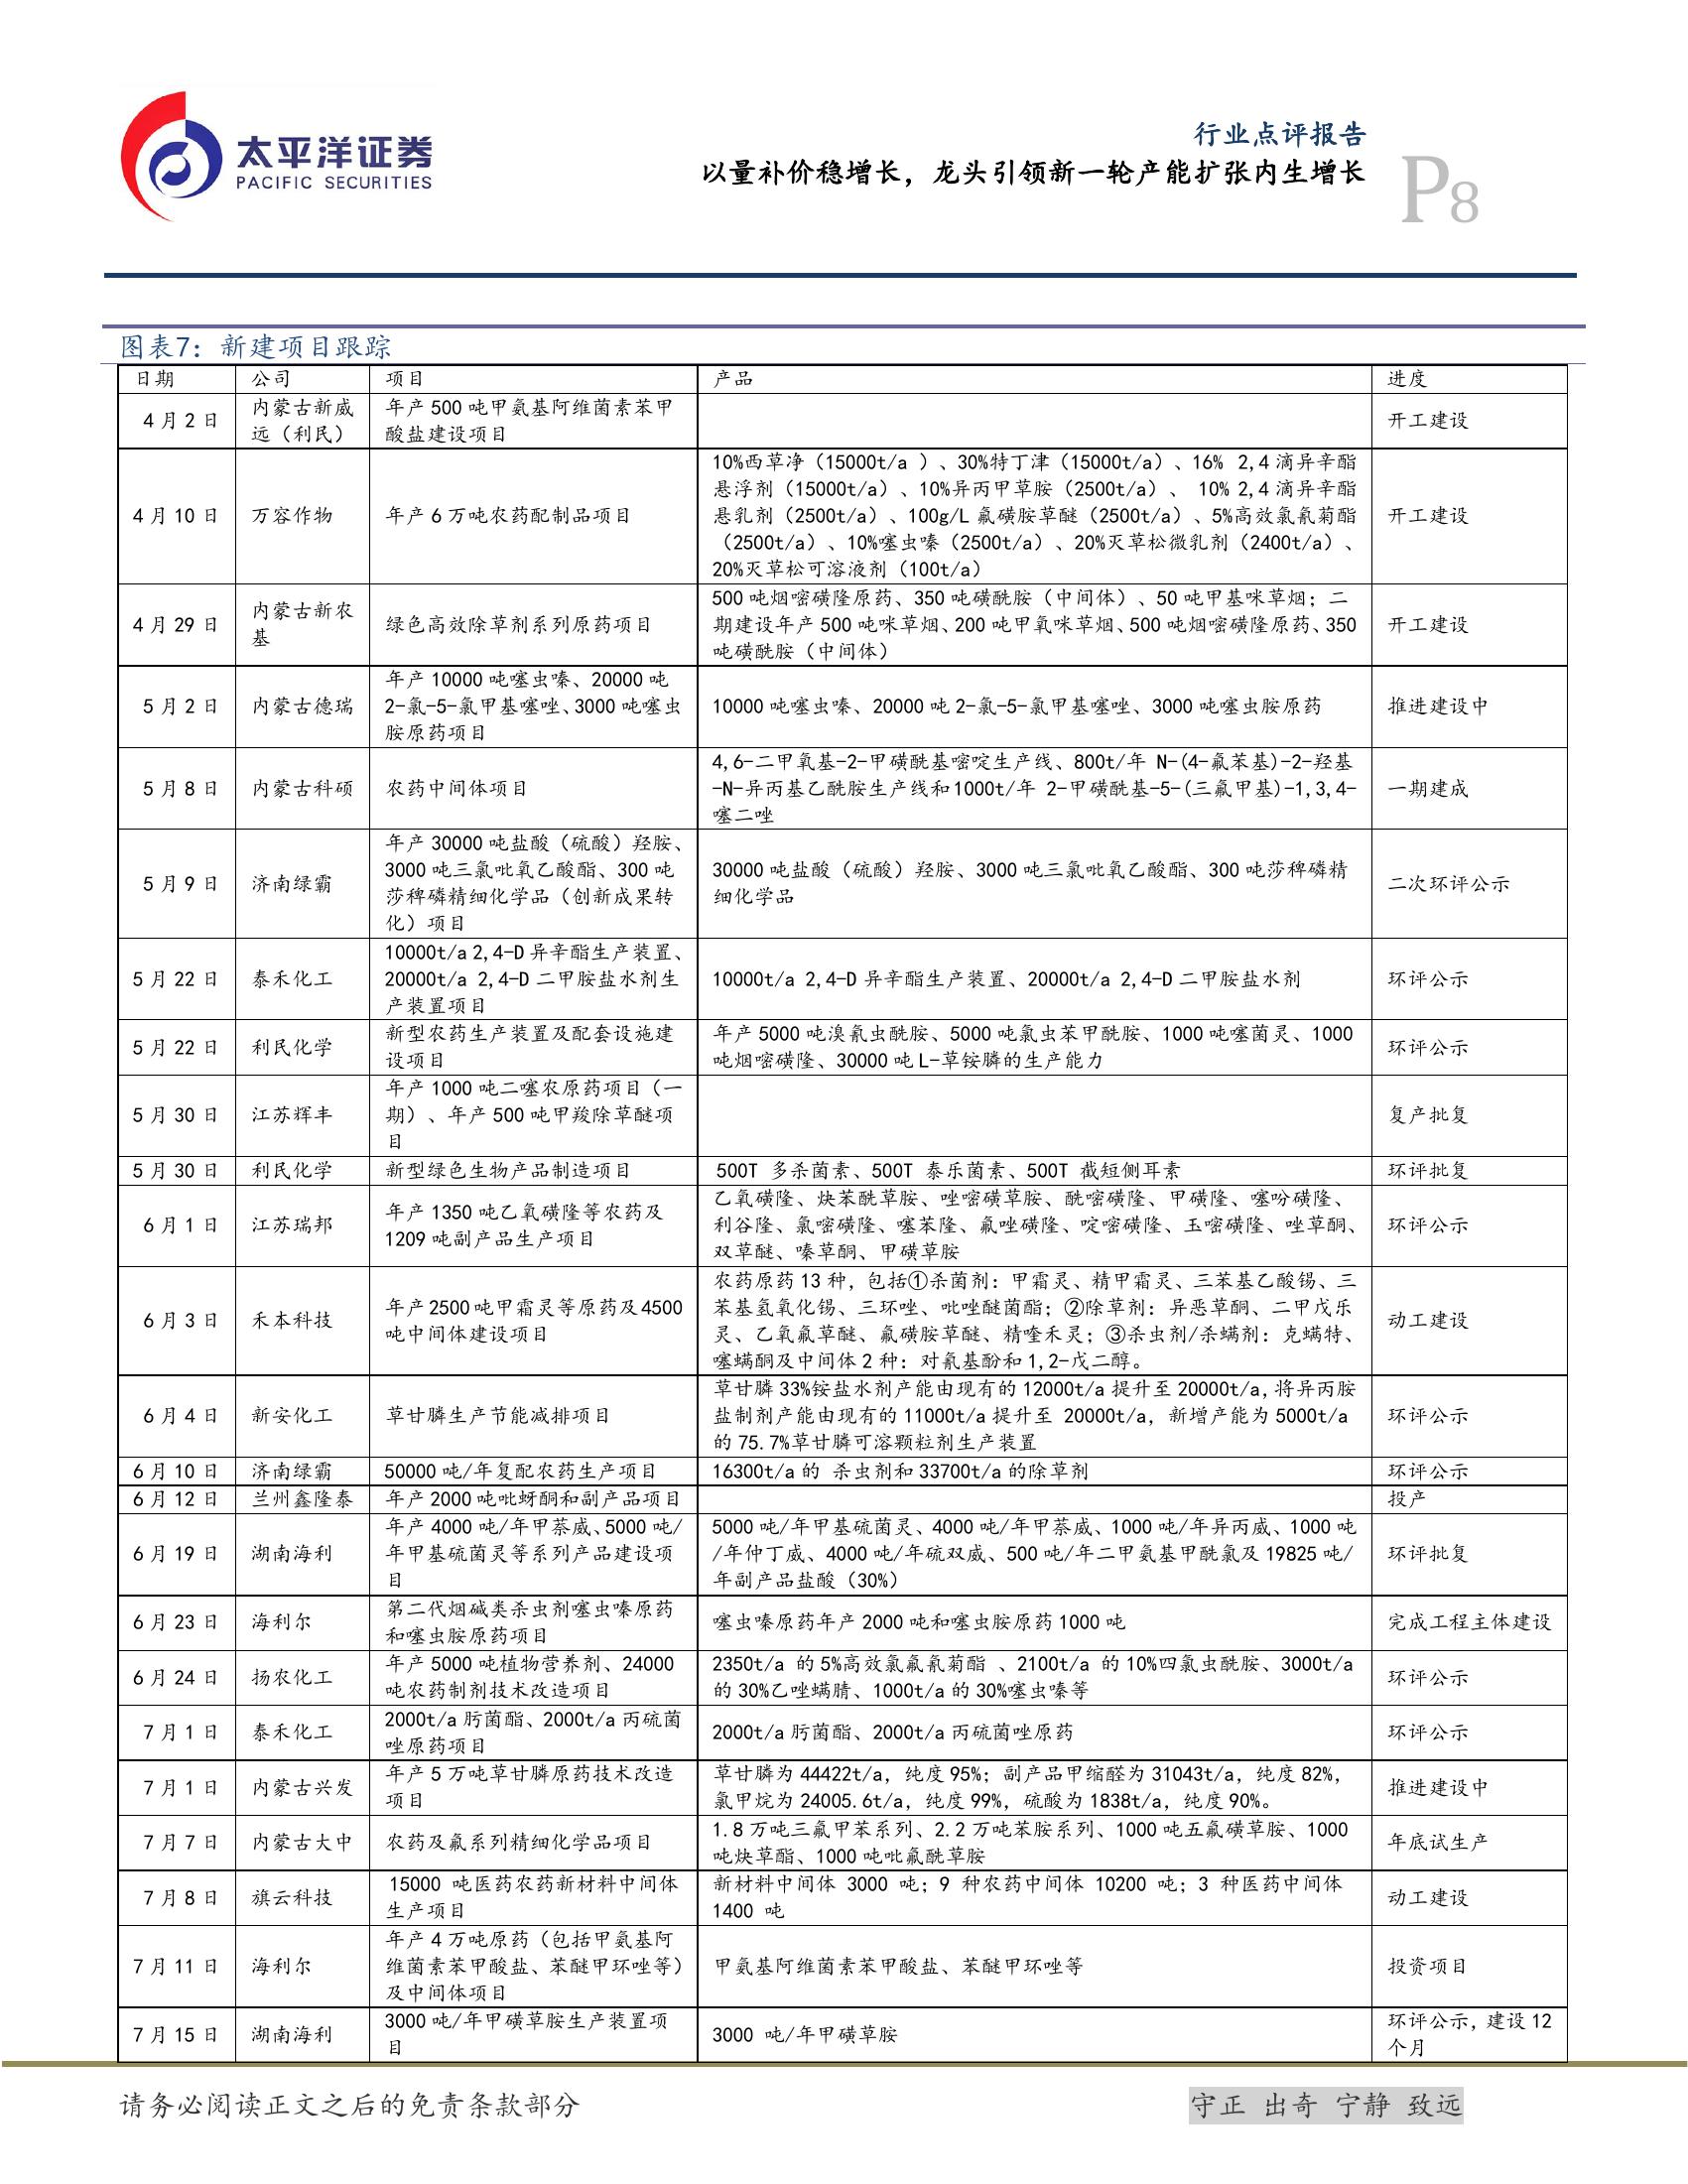 太平洋证券
PACIFIC SECURITIES
行业点评报告
以量补价稳增长，龙头引领新一轮产能扩张内生增长
P8
图表7：新建项目跟踪
日期 公司 项目 产品 进度
4月2日
内蒙古新威
远（利民）
年产500吨甲氨基阿维菌素苯甲
酸盐建设项目
开工建设
4月10日
万容作物
年产6万吨农药配制品项目
10%西草净（15000t/a ）、30%特丁津（15000t/a）、16% 2,4滴异辛酯
悬浮剂（15000t/a）、10%异丙甲草胺（2500t/a）、 10% 2,4滴异辛酯
悬乳剂（2500t/a）、100g/L氟磺胺草醚（2500t/a）、5%高效氯氰菊酯
（2500t/a）、10%噻虫嗪（2500t/a）、20%灭草松微乳剂（2400t/a）、
20%灭草松可溶液剂（100t/a）
开工建设
4月29日
内蒙古新农
基
绿色高效除草剂系列原药项目
500吨烟嘧磺隆原药、350吨磺酰胺（中间体）、50吨甲基咪草烟；二
期建设年产500吨咪草烟、200吨甲氧咪草烟、500吨烟嘧磺隆原药、350
吨磺酰胺（中间体）
开工建设
5月2日
内蒙古德瑞
年产10000吨噻虫嗪、20000吨
2-氯-5-氯甲基噻唑、3000吨噻虫
胺原药项目
10000吨噻虫嗪、20000吨2-氯-5-氯甲基噻唑、3000吨噻虫胺原药
推进建设中
5月8日
内蒙古科硕
农药中间体项目
4,6-二甲氧基-2-甲磺酰基嘧啶生产线、800t/年 N-(4-氟苯基)-2-羟基
-N-异丙基乙酰胺生产线和1000t/年 2-甲磺酰基-5-(三氟甲基)-1,3,4-
噻二唑
一期建成
5月9日
济南绿霸
年产30000吨盐酸（硫酸）羟胺、
3000吨三氯吡氧乙酸酯、300吨
莎稗磷精细化学品（创新成果转
化）项目
30000吨盐酸（硫酸）羟胺、3000吨三氯吡氧乙酸酯、300吨莎稗磷精
细化学品
二次环评公示
5月22日
泰禾化工
10000t/a 2,4-D异辛酯生产装置、
20000t/a 2,4-D二甲胺盐水剂生
产装置项目
10000t/a 2,4-D异辛酯生产装置、20000t/a 2,4-D二甲胺盐水剂
环评公示
5月22日
利民化学
新型农药生产装置及配套设施建
设项目
年产5000吨溴氰虫酰胺、5000吨氯虫苯甲酰胺、1000吨噻菌灵、1000
吨烟嘧磺隆、30000吨L-草铵膦的生产能力
环评公示
5月30日
江苏辉丰
年产1000吨二噻农原药项目（一
期）、年产500吨甲羧除草醚项
目
复产批复
5月30日
利民化学
新型绿色生物产品制造项目
500T 多杀菌素、500T 泰乐菌素、500T 截短侧耳素
环评批复
6月1日
江苏瑞邦
年产1350吨乙氧磺隆等农药及
1209吨副产品生产项目
乙氧磺隆、炔苯酰草胺、唑嘧磺草胺、酰嘧磺隆、甲磺隆、噻吩磺隆、
利谷隆、氯嘧磺隆、噻苯隆、氟唑磺隆、啶嘧磺隆、玉嘧磺隆、唑草酮、
双草醚、嗪草酮、甲磺草胺
环评公示
6月3日
禾本科技
年产2500吨甲霜灵等原药及4500
吨中间体建设项目
农药原药13种，包括①杀菌剂：甲霜灵、精甲霜灵、三苯基乙酸锡、三
苯基氢氧化锡、三环唑、吡唑醚菌酯；②除草剂：异恶草酮、二甲戊乐
灵、乙氧氟草醚、氟磺胺草醚、精喹禾灵；③杀虫剂/杀螨剂：克螨特、
噻螨酮及中间体2种：对氰基酚和1,2-戊二醇。
动工建设
6月4日
新安化工
草甘膦生产节能减排项目
草甘膦33%铵盐水剂产能由现有的12000t/a提升至20000t/a,将异丙胺
盐制剂产能由现有的11000t/a提升至 20000t/a，新增产能为5000t/a
的75.7%草甘膦可溶颗粒剂生产装置
环评公示
6月10日
济南绿霸
50000吨/年复配农药生产项目
16300t/a的 杀虫剂和33700t/a的除草剂
环评公示
6月12日
兰州鑫隆泰
年产2000吨吡蚜酮和副产品项目
投产
6月19日
湖南海利
年产4000吨/年甲萘威、5000吨/
年甲基硫菌灵等系列产品建设项
目
5000吨/年甲基硫菌灵、4000吨/年甲萘威、1000吨/年异丙威、1000吨
/年仲丁威、4000吨/年硫双威、500吨/年二甲氨基甲酰氯及19825吨/
年副产品盐酸（30%）
环评批复
6月23日
海利尔
第二代烟碱类杀虫剂噻虫嗪原药
和噻虫胺原药项目
噻虫嗪原药年产2000吨和噻虫胺原药1000吨
完成工程主体建设
6月24日
扬农化工
年产5000吨植物营养剂、24000
吨农药制剂技术改造项目
2350t/a 的5%高效氯氟氰菊酯 、2100t/a 的10%四氯虫酰胺、3000t/a
的30%乙唑螨腈、1000t/a的30%噻虫嗪等
环评公示
7月1日
泰禾化工
2000t/a肟菌酯、2000t/a丙硫菌
唑原药项目
2000t/a肟菌酯、2000t/a丙硫菌唑原药
环评公示
7月1日
内蒙古兴发
年产5万吨草甘膦原药技术改造
项目
草甘膦为44422t/a，纯度95%；副产品甲缩醛为31043t/a，纯度82%，
氯甲烷为24005.6t/a，纯度99%，硫酸为1838t/a，纯度90%。
推进建设中
7月7日
内蒙古大中
农药及氟系列精细化学品项目
1.8万吨三氟甲苯系列、2.2万吨苯胺系列、1000吨五氟磺草胺、1000
吨炔草酯、1000吨吡氟酰草胺
年底试生产
7月8日
旗云科技
15000 吨医药农药新材料中间体
生产项目
新材料中间体 3000 吨；9 种农药中间体 10200 吨；3 种医药中间体
1400 吨
动工建设
7月11日
海利尔
年产4万吨原药（包括甲氨基阿
维菌素苯甲酸盐、苯醚甲环唑等）
及中间体项目
甲氨基阿维菌素苯甲酸盐、苯醚甲环唑等
投资项目
7月15日
湖南海利
3000吨/年甲磺草胺生产装置项
目
3000 吨/年甲磺草胺
环评公示，建设12
个月
请务必阅读正文之后的免责条款部分
守正 出奇 宁静 致远